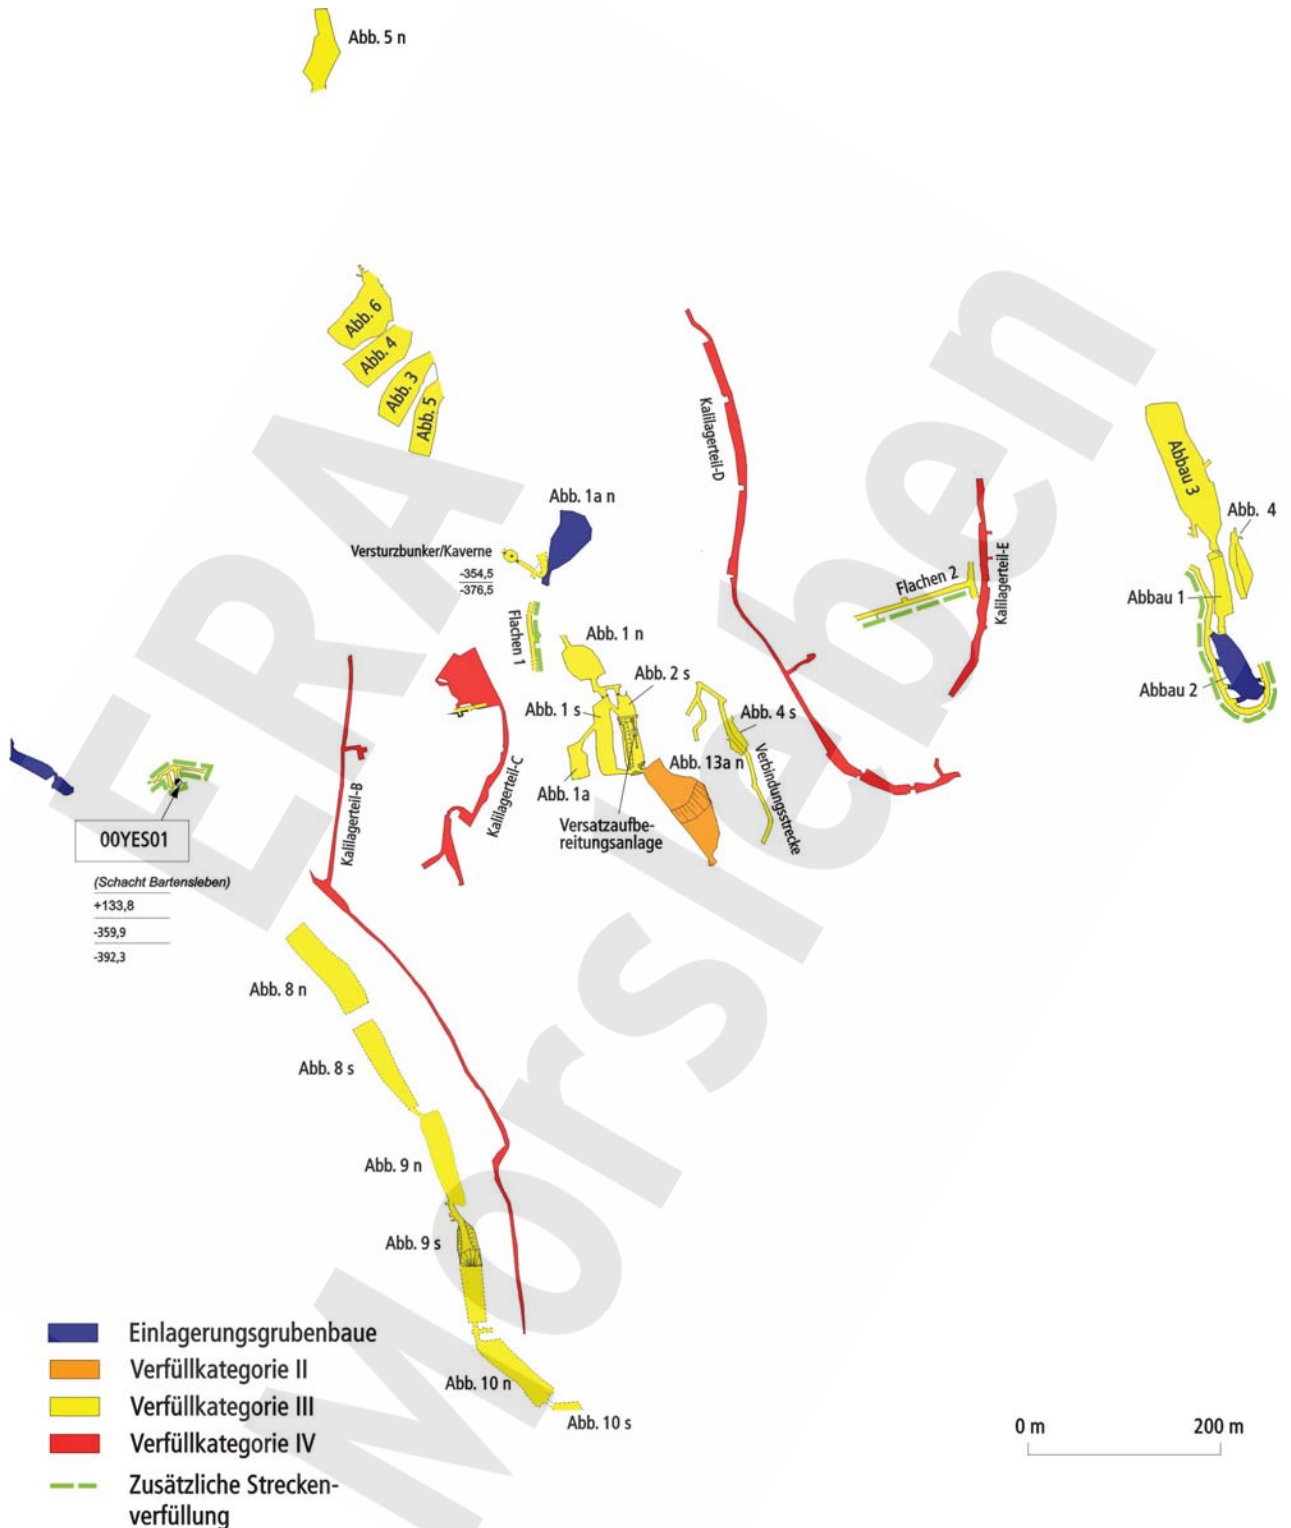 Abb. 5 n
Abb. 6
Abb. 4
Abb. 3
Abb. 5
Kalilagerteil-D
Abbau 3
Abb. 4
Abb. 1a n
Versturzbunker/Kaverne
-354,5
-376,5
Flachen 2
Kalilagerteil-E
Abbau 1
Flachen 1
Abb. 1 n
Abb. 2 s
Abbau 2
Abb. 1 s
Abb. 4 s
Abb. 13a n
Verbindungsstrecke
Abb. 1a
Kalilagerteil-B
Kalilagerteil-C
Versatzaufbe-
reitungsanlage
00YES01
(Schacht Bartensleben)
+133,8
-359,9
-392,3
Abb. 8 n
Abb. 8 s
Abb. 9 n
Abb. 9 s
Abb. 10 n
Abb. 10 s
Einlagerungsgrubenbaue
Verfüllkategorie II
Verfüllkategorie III
Verfüllkategorie IV
Zusätzliche Strecken-
verfüllung
0 m 200 m
ERA
Morsleben